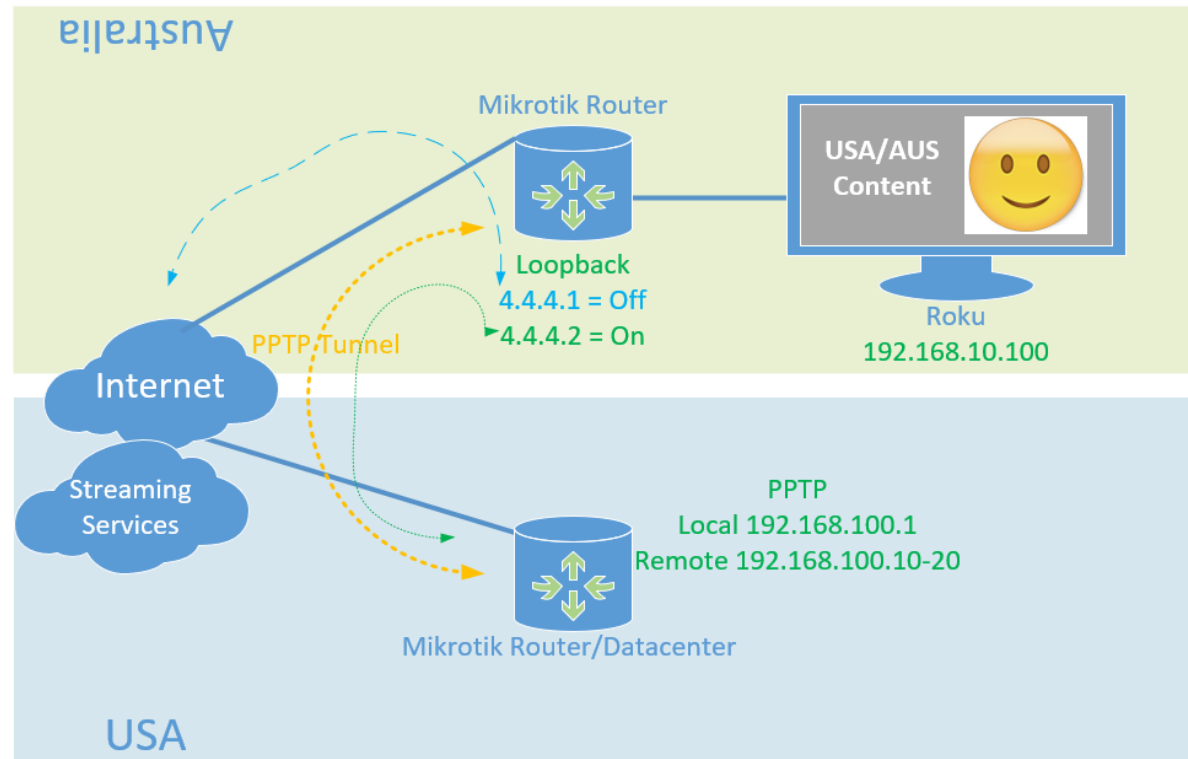 Australia
Mikrotik Router
USA/AUS
Content
Loopback
4.4.4.1 = Off
4.4.4.2 = On
Roku
192.168.10.100
PPTP Tunnel
Internet
Streaming
Services
PPTP
Local 192.168.100.1
Remote 192.168.100.10-20
Mikrotik Router/Datacenter
USA